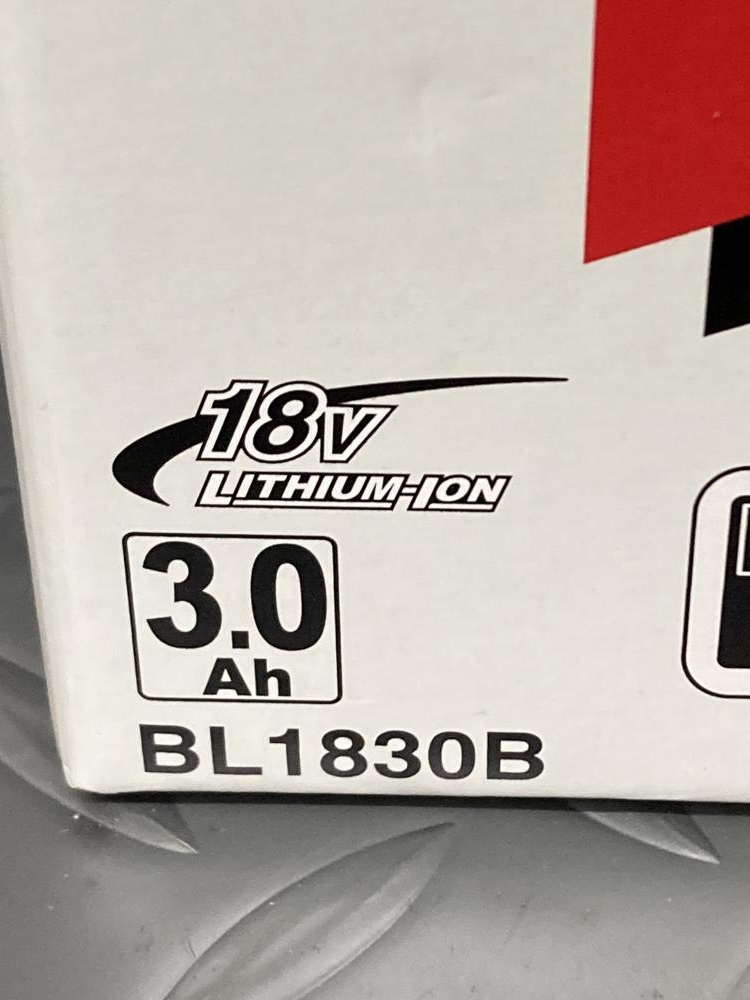 18V
LITHIUM-ION
3.0
Ah
BL1830B